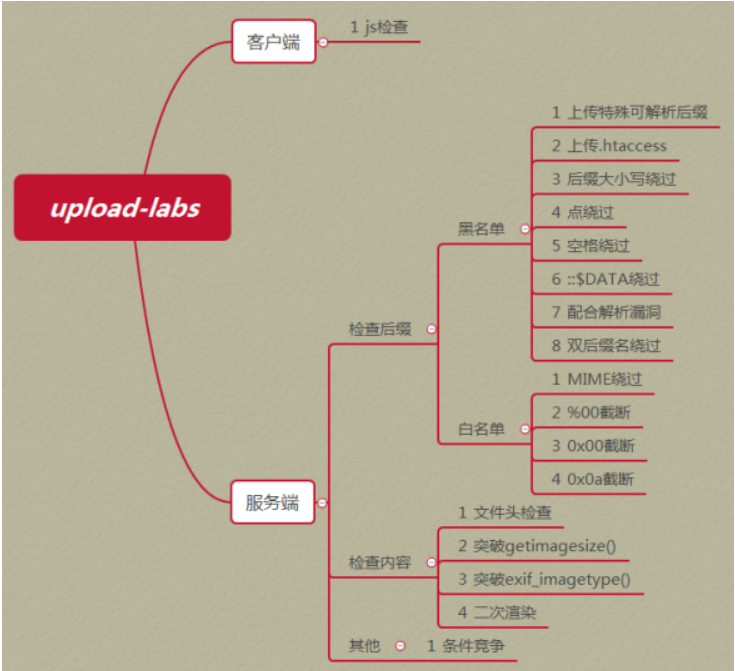 upload-labs
客户端
1 js检查
服务端
检查后缀
黑名单
1 上传特殊可解析后缀
2 上传.htaccess
3 后缀大小写绕过
4 点绕过
5 空格绕过
6 ::$DATA绕过
7 配合解析漏洞
8 双后缀名绕过
白名单
1 MIME绕过
2 %00截断
3 0x00截断
4 0x0a截断
检查内容
1 文件头检查
2 突破getimagesize()
3 突破exif_imagetype()
4 二次渲染
其他
1 条件竞争